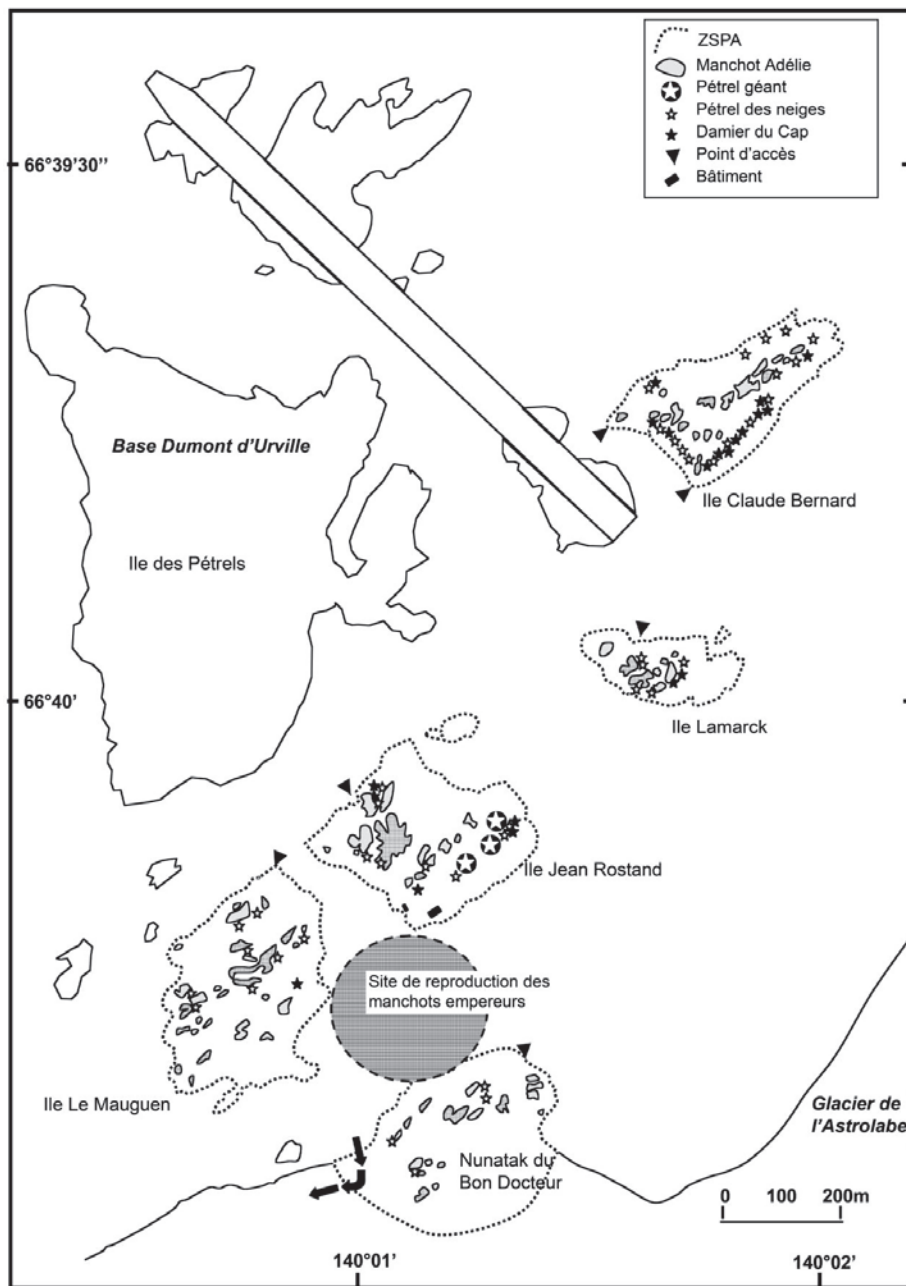 ZSPA
Manchot Adélie
Pétrel géant
Pétrel des neiges
Damier du Cap
Point d'accès
Bâtiment
66°39'30''
Base Dumont d'Urville
Ile des Pétrels
Ile Claude Bernard
66°40'
Ile Lamarck
Ile Jean Rostand
Site de reproduction des
manchots empereurs
Ile Le Mauguen
Nunatak du
Bon Docteur
Glacier de
l'Astrolabe
0 100 200m
140°01' 140°02'